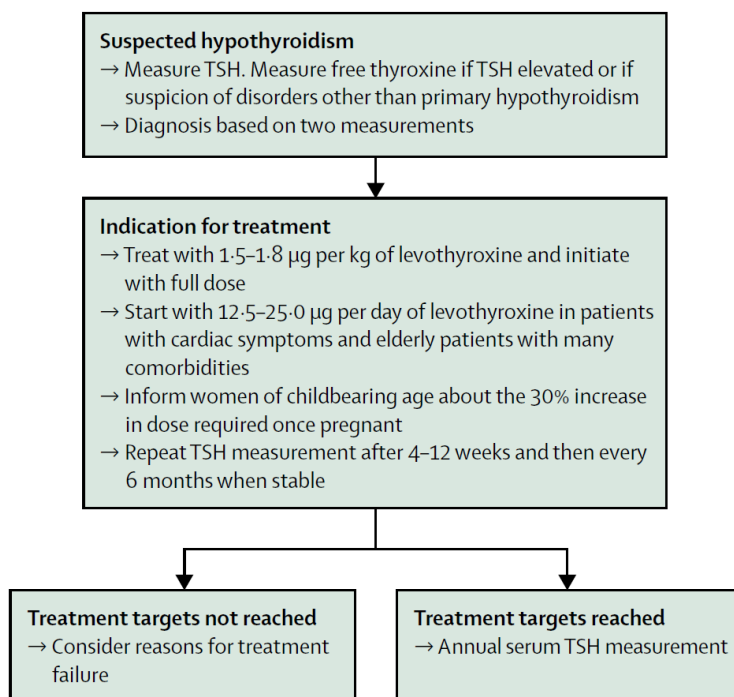 Suspected hypothyroidism
→ Measure TSH. Measure free thyroxine if TSH elevated or if
suspicion of disorders other than primary hypothyroidism
→ Diagnosis based on two measurements
Indication for treatment
→ Treat with 1·5–1·8 µg per kg of levothyroxine and initiate
with full dose
→ Start with 12·5–25·0 µg per day of levothyroxine in patients
with cardiac symptoms and elderly patients with many
comorbidities
→ Inform women of childbearing age about the 30% increase
in dose required once pregnant
→ Repeat TSH measurement after 4–12 weeks and then every
6 months when stable
Treatment targets not reached
→ Consider reasons for treatment
failure
Treatment targets reached
→ Annual serum TSH measurement